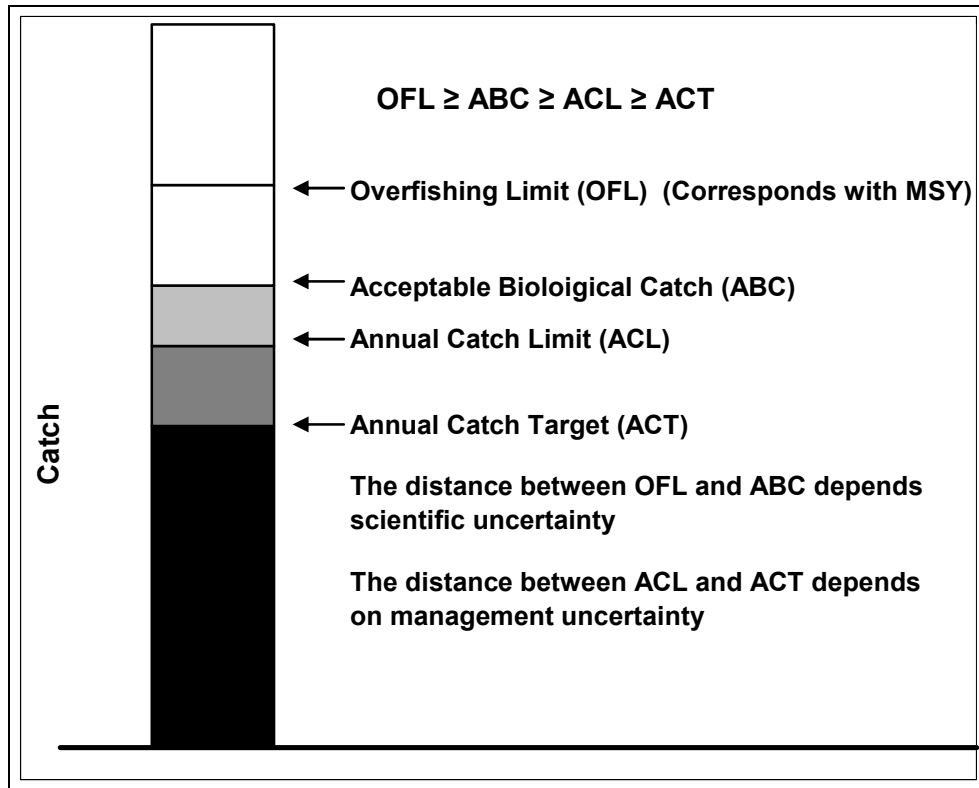 OFL ≥ ABC ≥ ACL ≥ ACT
Overfishing Limit (OFL) (Corresponds with MSY)
Acceptable Bioloigical Catch (ABC)
Annual Catch Limit (ACL)
Annual Catch Target (ACT)
The distance between OFL and ABC depends
scientific uncertainty
The distance between ACL and ACT depends
on management uncertainty
Catch